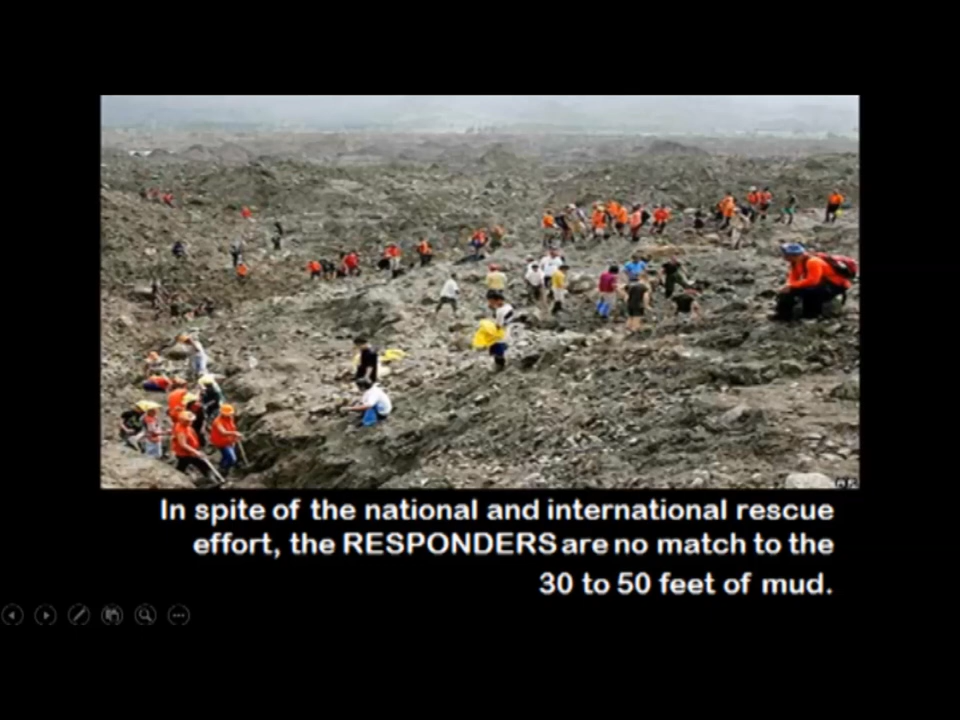 In spite of the national and international rescue
effort, the RESPONDERS are no match to the
30 to 50 feet of mud.